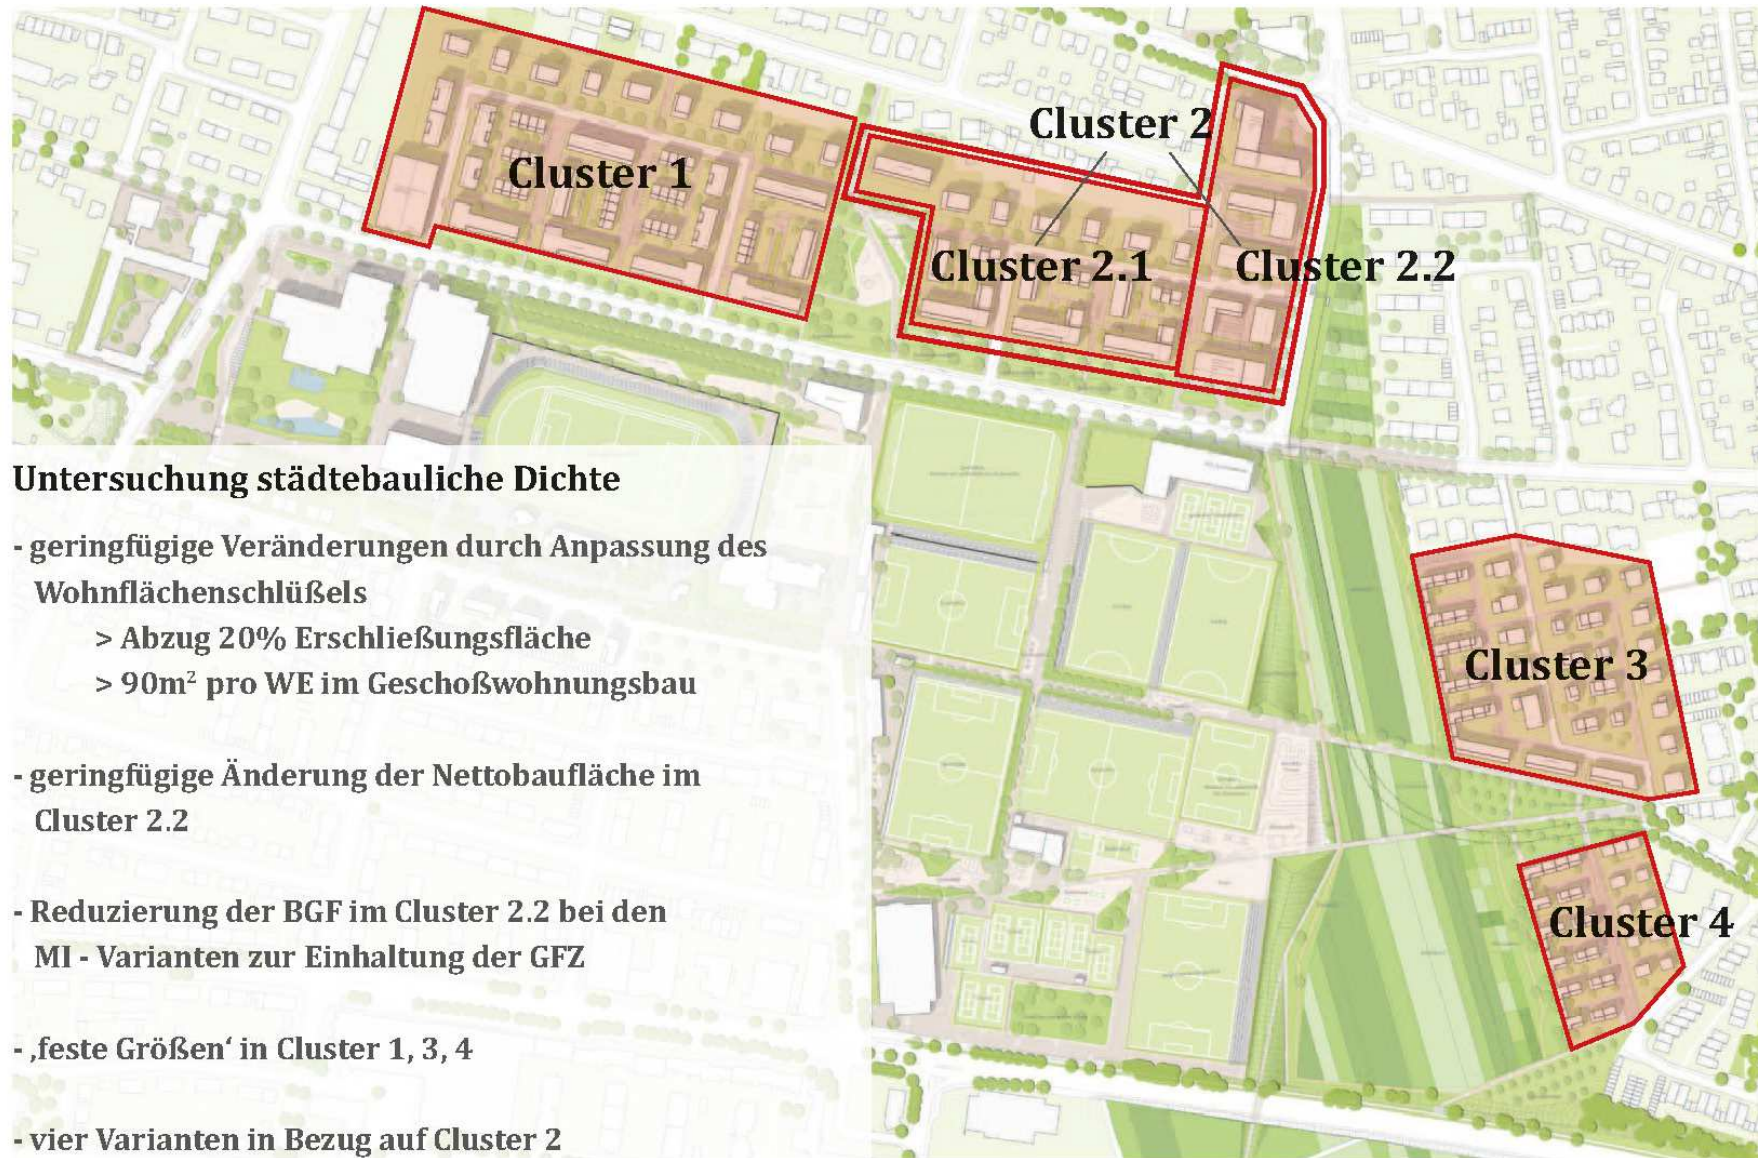 Cluster 1
Cluster 2
Cluster 2.1
Cluster 2.2
Untersuchung städtebauliche Dichte
- geringfügige Veränderungen durch Anpassung des
Wohnflächenschlüßels
> Abzug 20% Erschließungsfläche
> 90m² pro WE im Geschoßwohnungsbau
- geringfügige Änderung der Nettobaufläche im
Cluster 2.2
- Reduzierung der BGF im Cluster 2.2 bei den
MI - Varianten zur Einhaltung der GFZ
- ‚feste Größen‘ in Cluster 1, 3, 4
- vier Varianten in Bezug auf Cluster 2
Cluster 3
Cluster 4